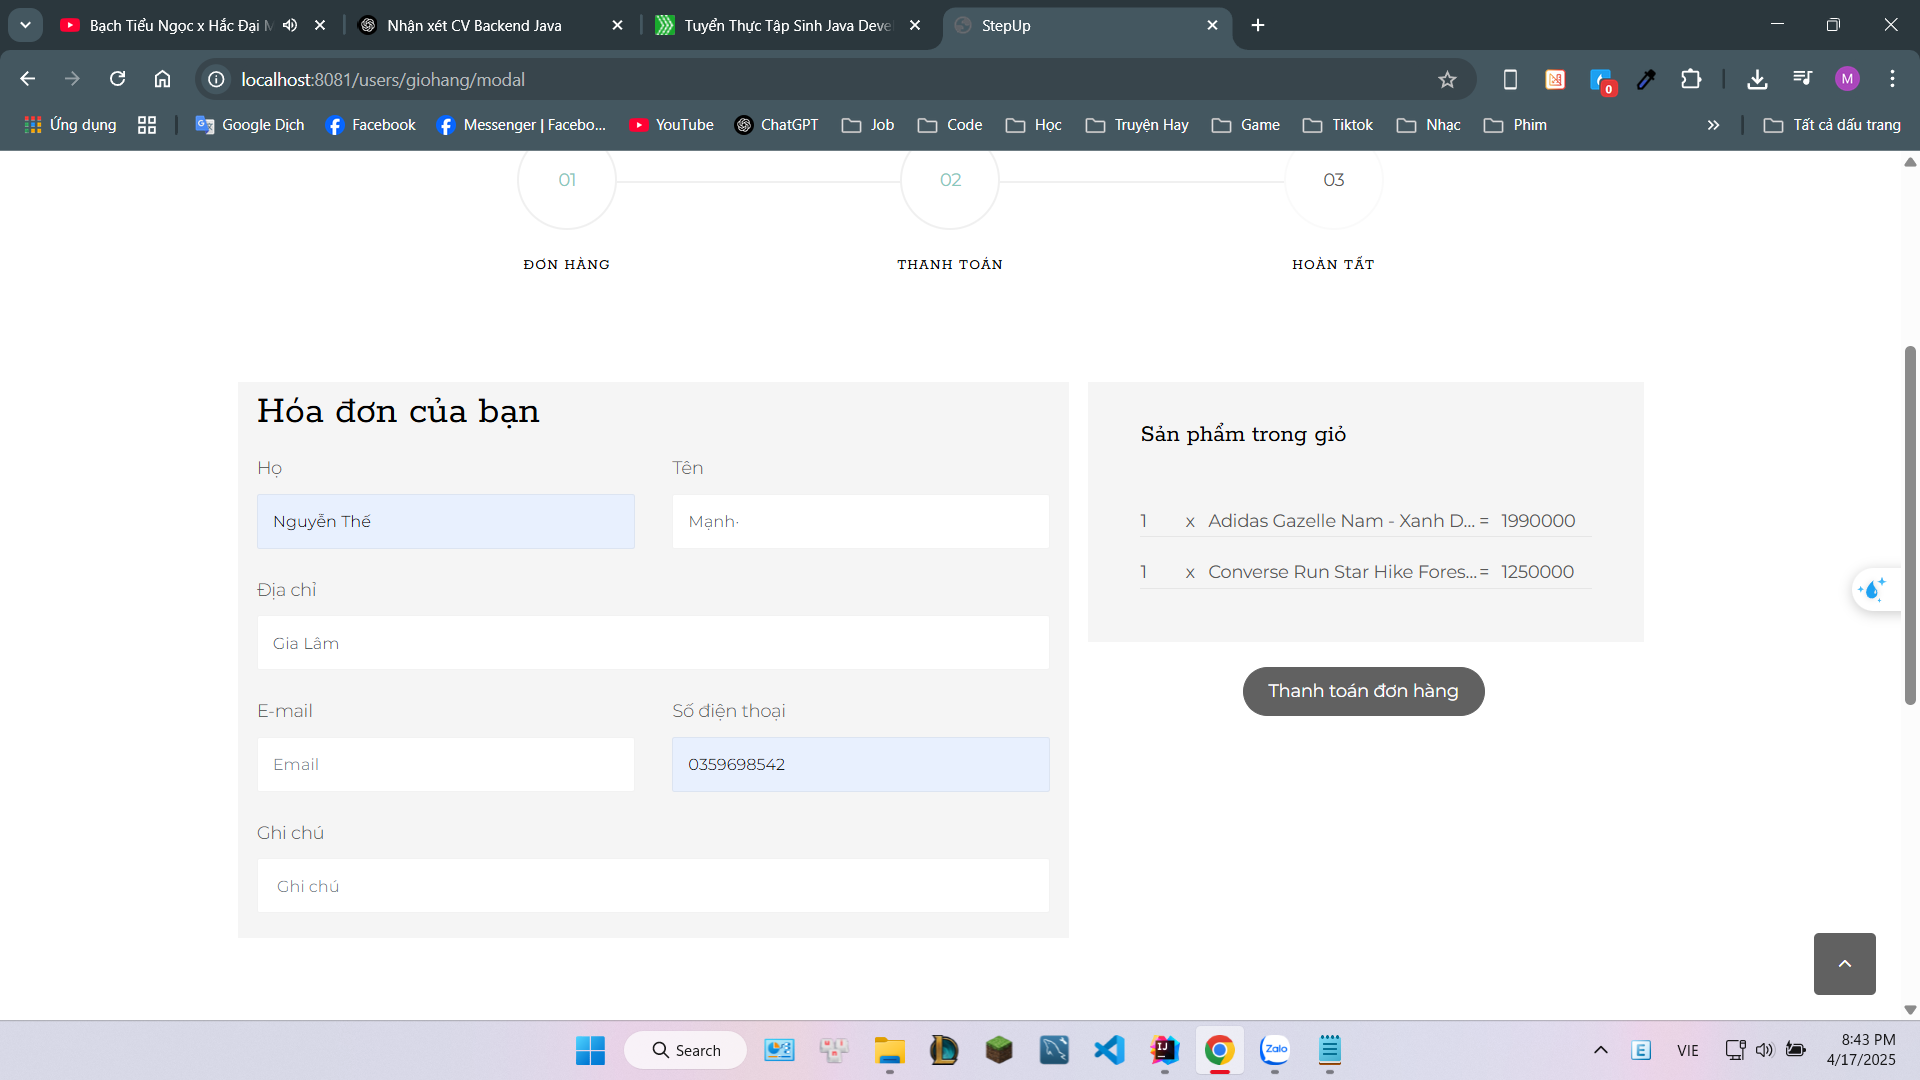 Bạch Tiểu Ngọc x Hắc Đại M
Nhận xét CV Backend Java
Tuyển Thực Tập Sinh Java Deve
StepUp
localhost:8081/users/giohang/modal
0
M
Ứng dụng
Google Dịch
Facebook
Messenger | Facebo...
YouTube
ChatGPT
Job
Code
Học
Truyện Hay
Game
Tiktok
Nhạc
Phim
Tất cả dấu trang
01
02
03
ĐƠN HÀNG
THANH TOÁN
HOÀN TẤT
Hóa đơn của bạn
Họ
Tên
Nguyễn Thế
Mạnh·
Địa chỉ
Gia Lâm
E-mail
Số điện thoại
Email
0359698542
Ghi chú
Ghi chú
Sản phẩm trong giỏ
1 x Adidas Gazelle Nam - Xanh D... = 1990000
1 x Converse Run Star Hike Fores... = 1250000
Thanh toán đơn hàng
Search
IJ
Zalo
E
VIE
8:43 PM
4/17/2025